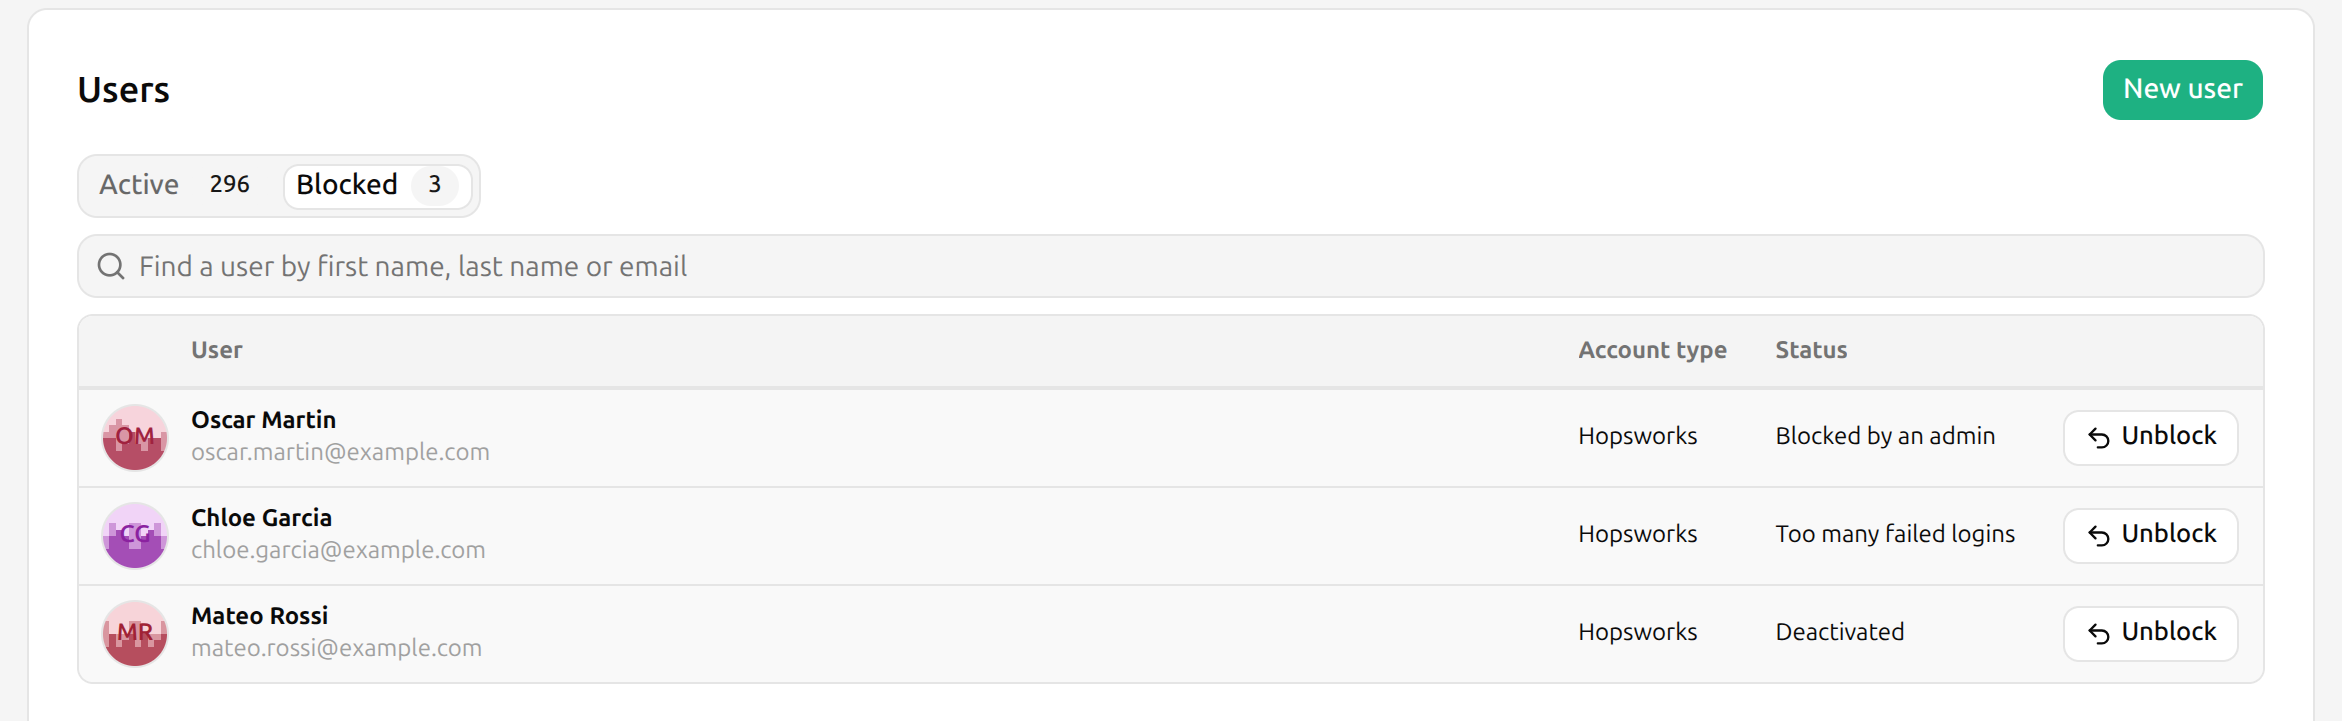 Users
New user
Active 296 Blocked 3
Find a user by first name, last name or email
User Account type Status
OM Oscar Martin
oscar.martin@example.com
Hopsworks Blocked by an admin Unblock
CG Chloe Garcia
chloe.garcia@example.com
Hopsworks Too many failed logins Unblock
MR Mateo Rossi
mateo.rossi@example.com
Hopsworks Deactivated Unblock